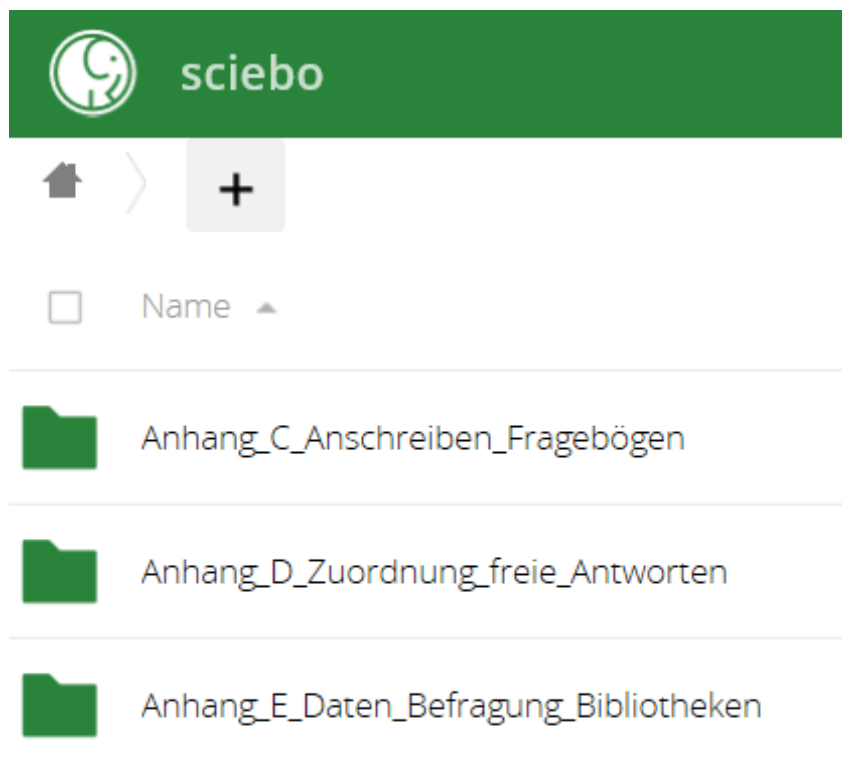 sciebo
+
Name
Anhang_C_Anschreiben_Fragebögen
Anhang_D_Zuordnung_freie_Antworten
Anhang_E_Daten_Befragung_Bibliotheken